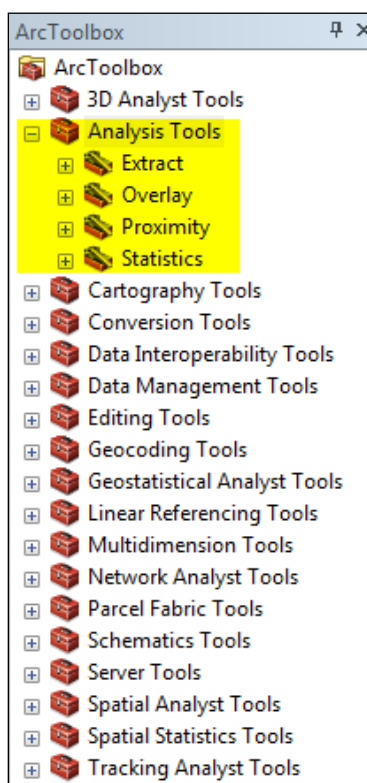 ArcToolbox
ArcToolbox
3D Analyst Tools
Analysis Tools
Extract
Overlay
Proximity
Statistics
Cartography Tools
Conversion Tools
Data Interoperability Tools
Data Management Tools
Editing Tools
Geocoding Tools
Geostatistical Analyst Tools
Linear Referencing Tools
Multidimension Tools
Network Analyst Tools
Parcel Fabric Tools
Schematics Tools
Server Tools
Spatial Analyst Tools
Spatial Statistics Tools
Tracking Analyst Tools